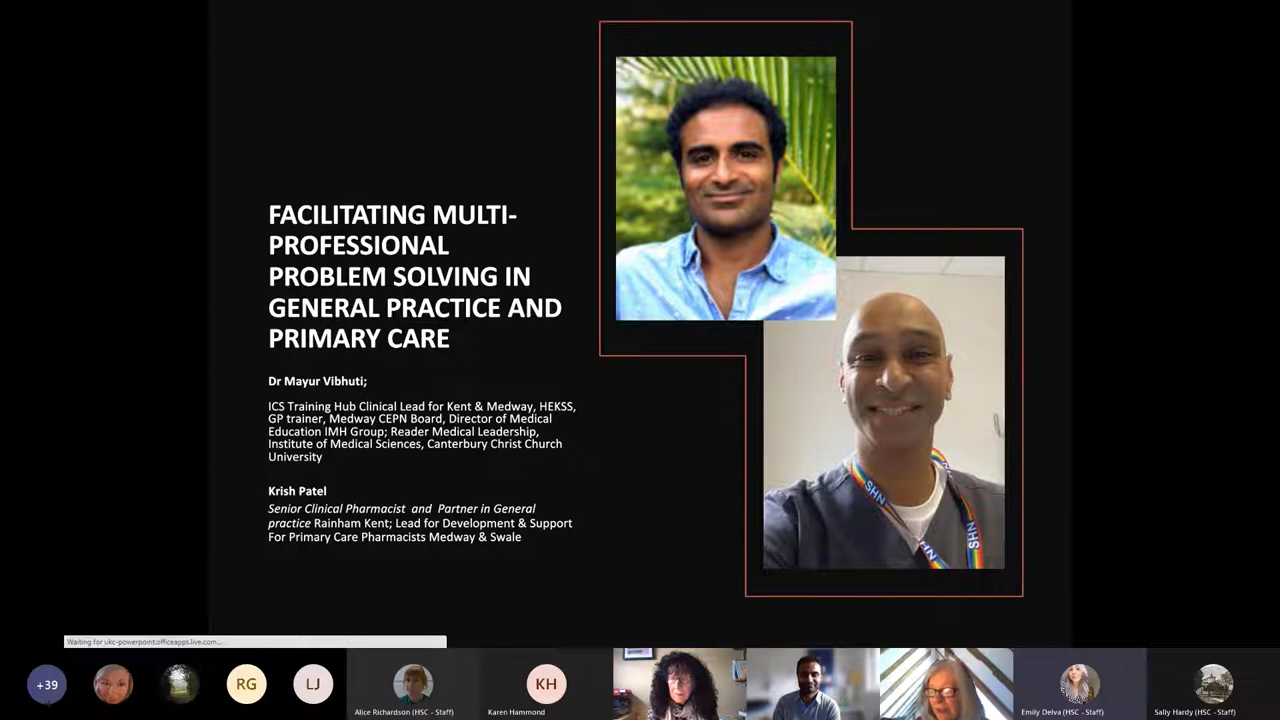 FACILITATING MULTI-
PROFESSIONAL
PROBLEM SOLVING IN
GENERAL PRACTICE AND
PRIMARY CARE
Dr Mayur Vibhuti;
ICS Training Hub Clinical Lead for Kent & Medway, HEKSS,
GP trainer, Medway CEPN Board, Director of Medical
Education IMH Group; Reader Medical Leadership,
Institute of Medical Sciences, Canterbury Christ Church
University
Krish Patel
Senior Clinical Pharmacist and Partner in General
practice Rainham Kent; Lead for Development & Support
For Primary Care Pharmacists Medway & Swale
NHS
NHS
Waiting for ukc-powerpoint.officeapps.live.com...
+39
RG
LJ
Alice Richardson (HSC - Staff)
KH
Karen Hammond
Emily Delva (HSC - Staff)
Sally Hardy (HSC - Staff)